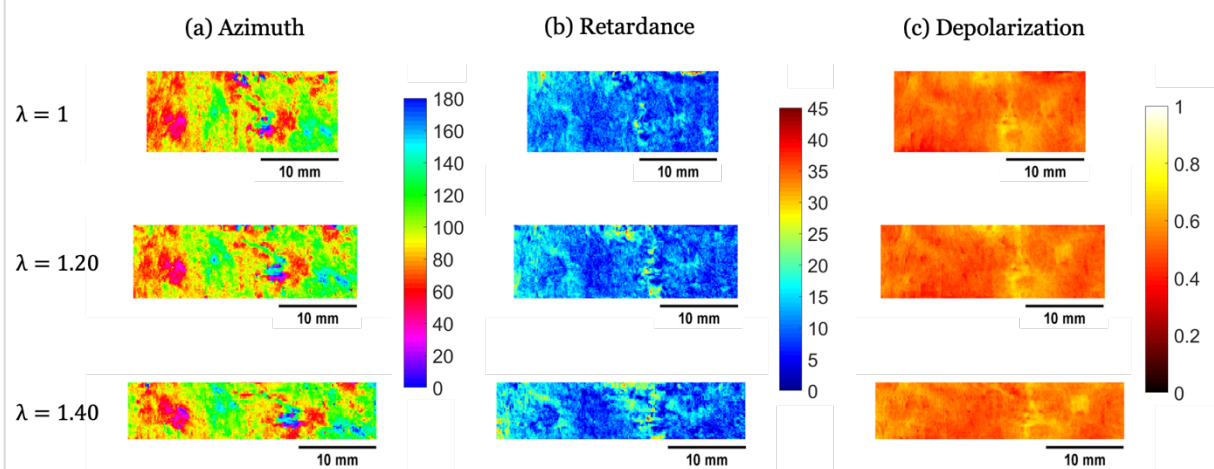 (a) Azimuth
(b) Retardance
(c) Depolarization
λ = 1
10 mm
10 mm
10 mm
λ = 1.20
10 mm
10 mm
10 mm
λ = 1.40
10 mm
10 mm
10 mm
180
160
140
120
100
80
60
40
20
0
45
40
35
30
25
20
15
10
5
0
1
0.8
0.6
0.4
0.2
0